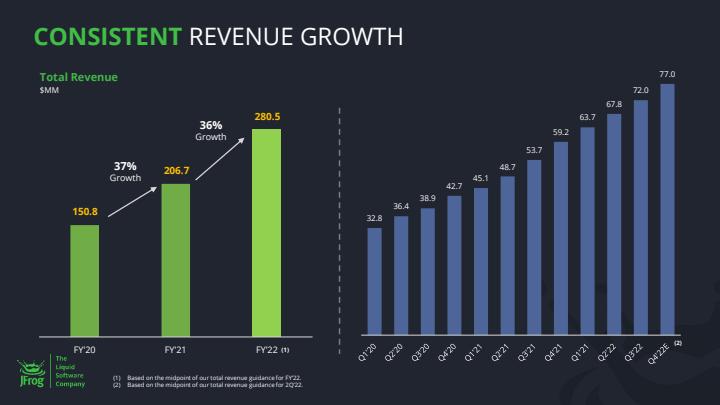 CONSISTENT REVENUE GROWTH
Total Revenue
$MM
150.8
37%
Growth
206.7
36%
Growth
280.5
FY'20
FY'21
FY'22 (1)
32.8
36.4
38.9
42.7
45.1
48.7
53.7
59.2
63.7
67.8
72.0
77.0
Q1'20
Q2'20
Q3'20
Q4'20
Q1'21
Q2'21
Q3'21
Q4'21
Q1'22
Q2'22
Q3'22
Q4'22E (2)
JFrog
The
Liquid
Software
Company
(1) Based on the midpoint of our total revenue guidance for FY'22.
(2) Based on the midpoint of our total revenue guidance for 2Q'22.